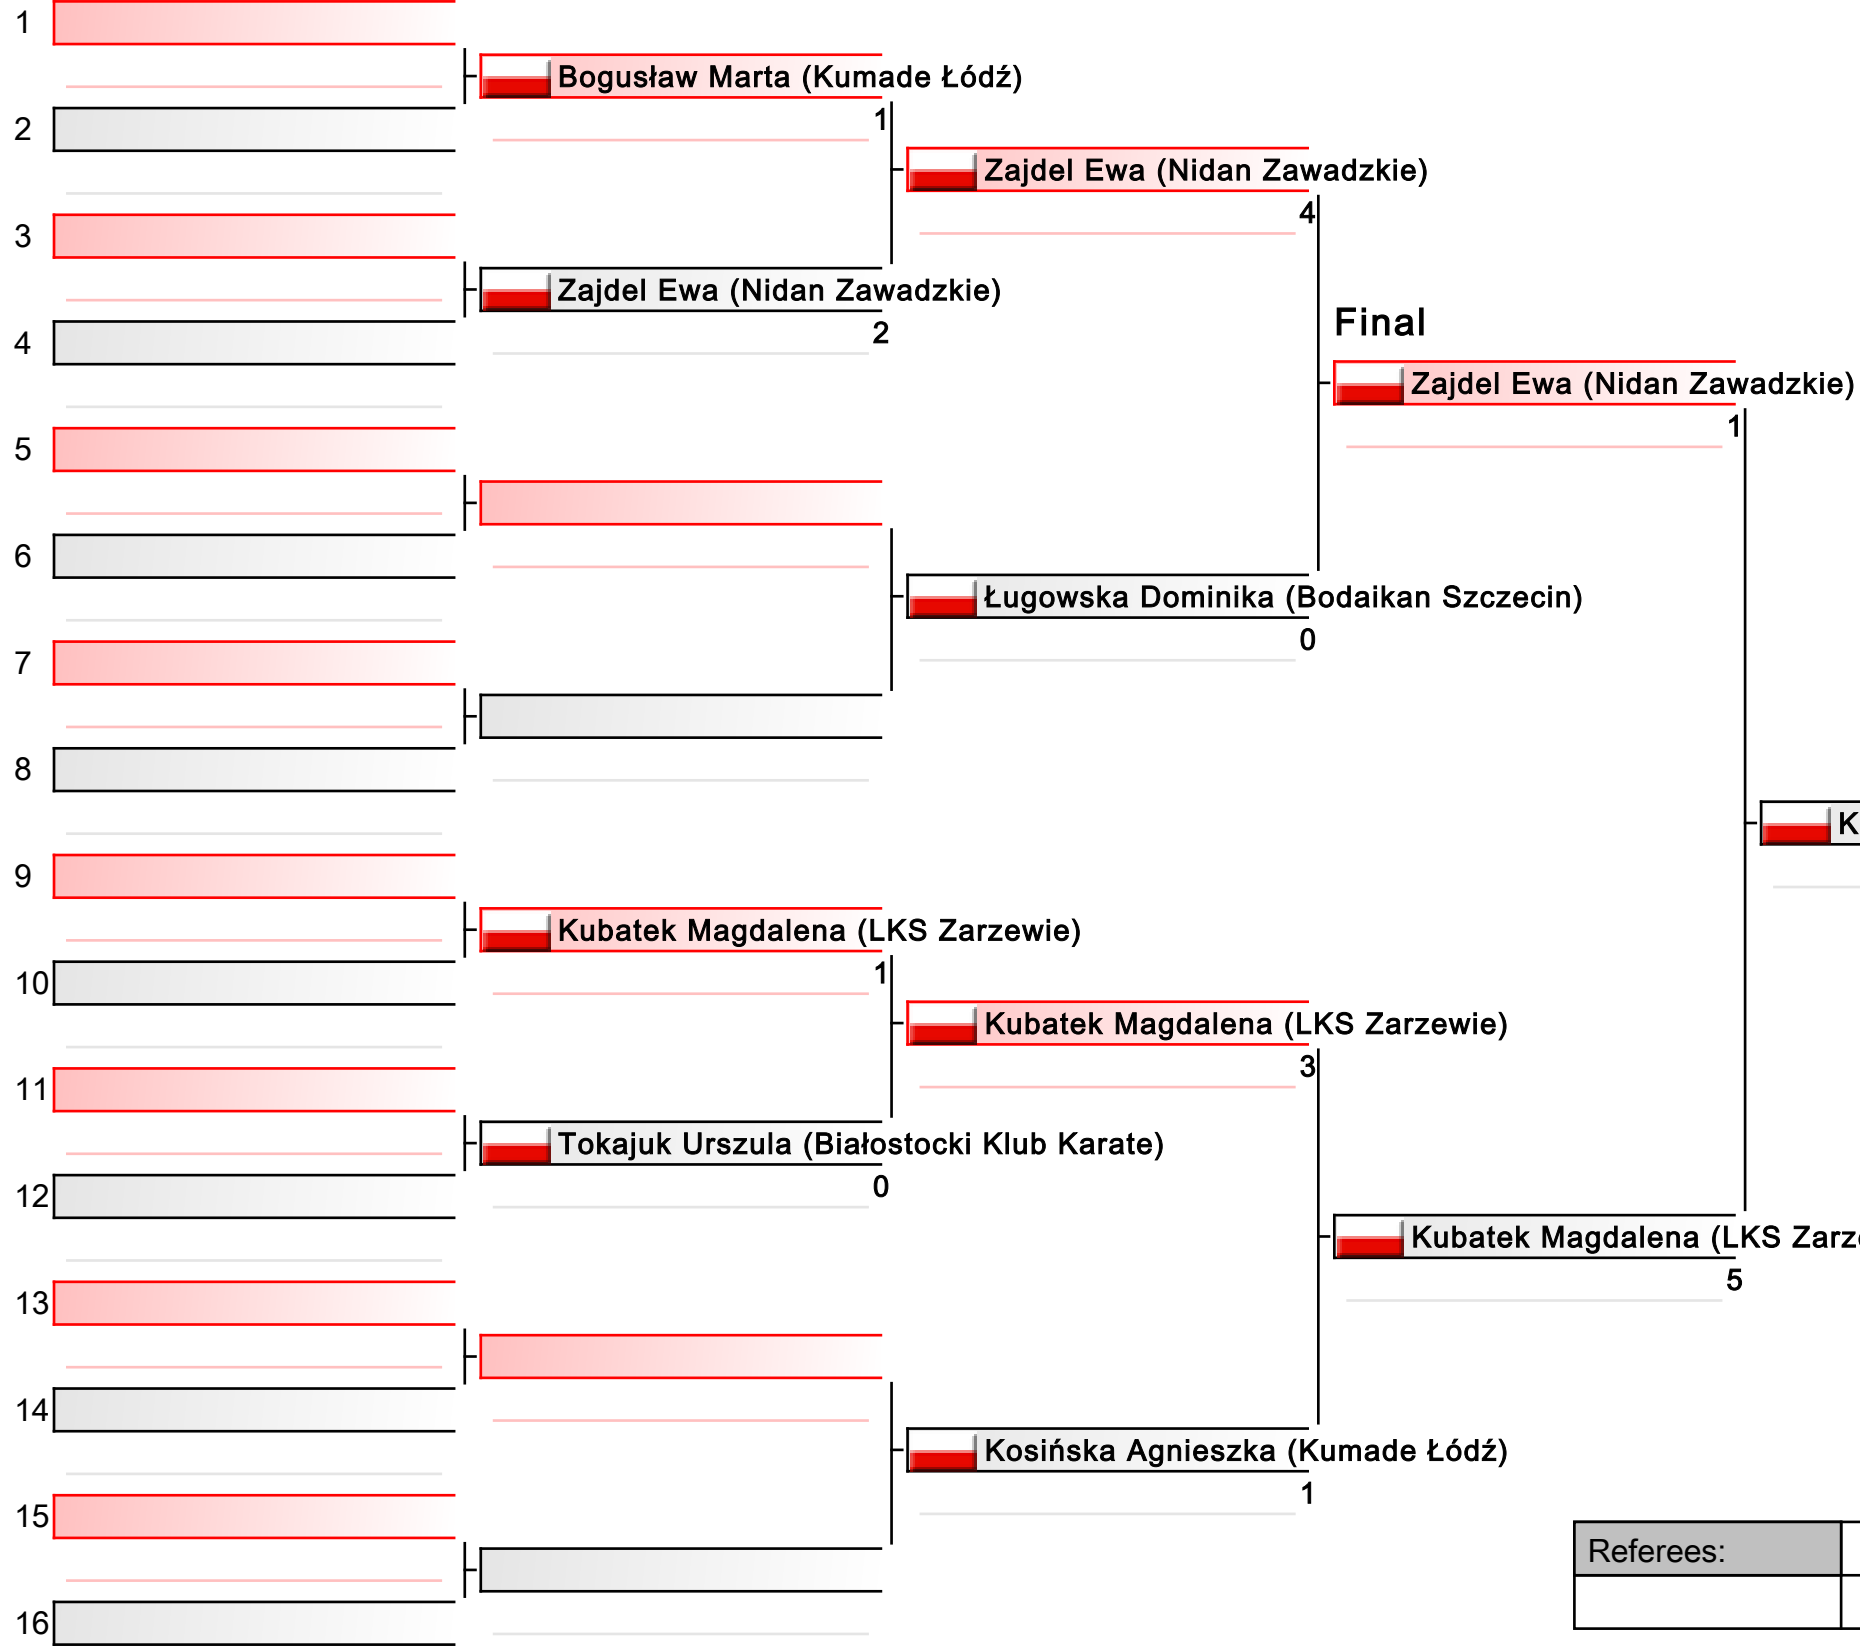 1
Bogusław Marta (Kumade Łódź)
1
2
Zajdel Ewa (Nidan Zawadzkie)
4
3
Zajdel Ewa (Nidan Zawadzkie)
2
4
Final
Zajdel Ewa (Nidan Zawadzkie)
1
5
6
Ługowska Dominika (Bodaikan Szczecin)
0
7
8
K
9
Kubatek Magdalena (LKS Zarzewie)
1
10
Kubatek Magdalena (LKS Zarzewie)
3
11
Tokajuk Urszula (Białostocki Klub Karate)
0
12
Kubatek Magdalena (LKS Zarz
5
13
14
Kosińska Agnieszka (Kumade Łódź)
1
15
Referees:
16